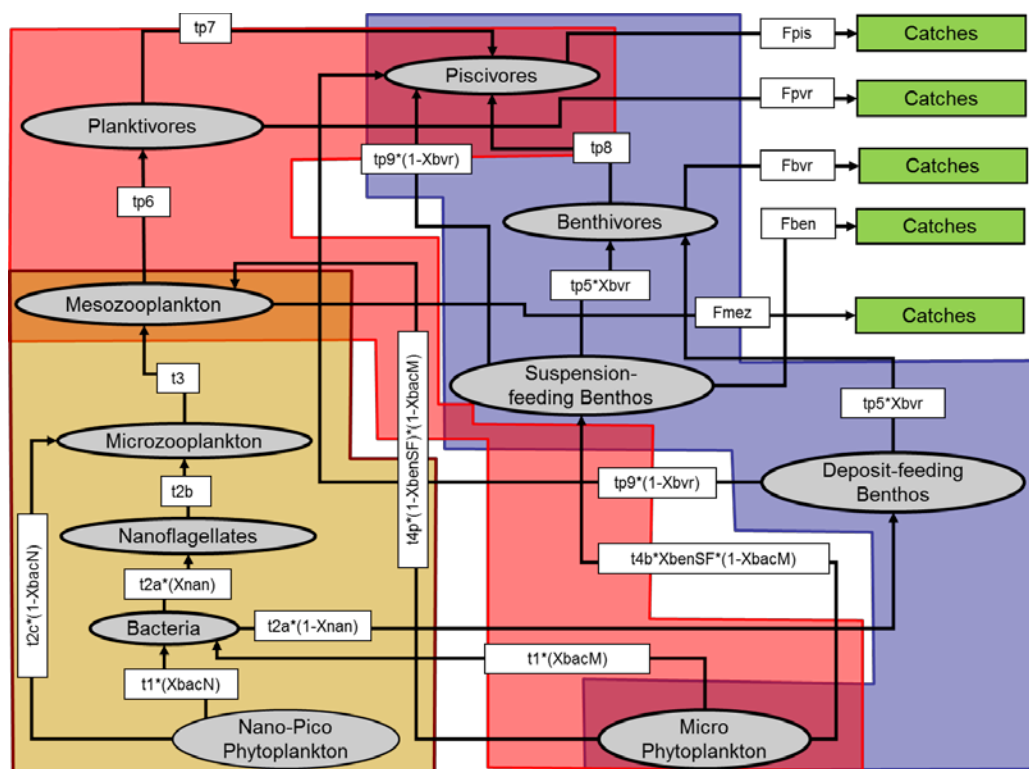 tp7
Fpis
Catches
Piscivores
Fpvr
Catches
Planktivores
tp9*(1-Xbvr)
tp8
Fbvr
Catches
tp6
Benthivores
Fben
Catches
tp5*Xbvr
Mesozooplankton
Fmez
Catches
t3
t4p*(1-XbenSF)*(1-XbacM)
Suspension-
feeding Benthos
tp5*Xbvr
Microzooplankton
Deposit-feeding
Benthos
t2b
tp9*(1-Xbvr)
Nanoflagellates
t2c*(1-XbacN)
t2a*(Xnan)
t4b*XbenSF*(1-XbacM)
Bacteria
t2a*(1-Xnan)
t1*(XbacM)
t1*(XbacN)
Nano-Pico
Phytoplankton
Micro
Phytoplankton